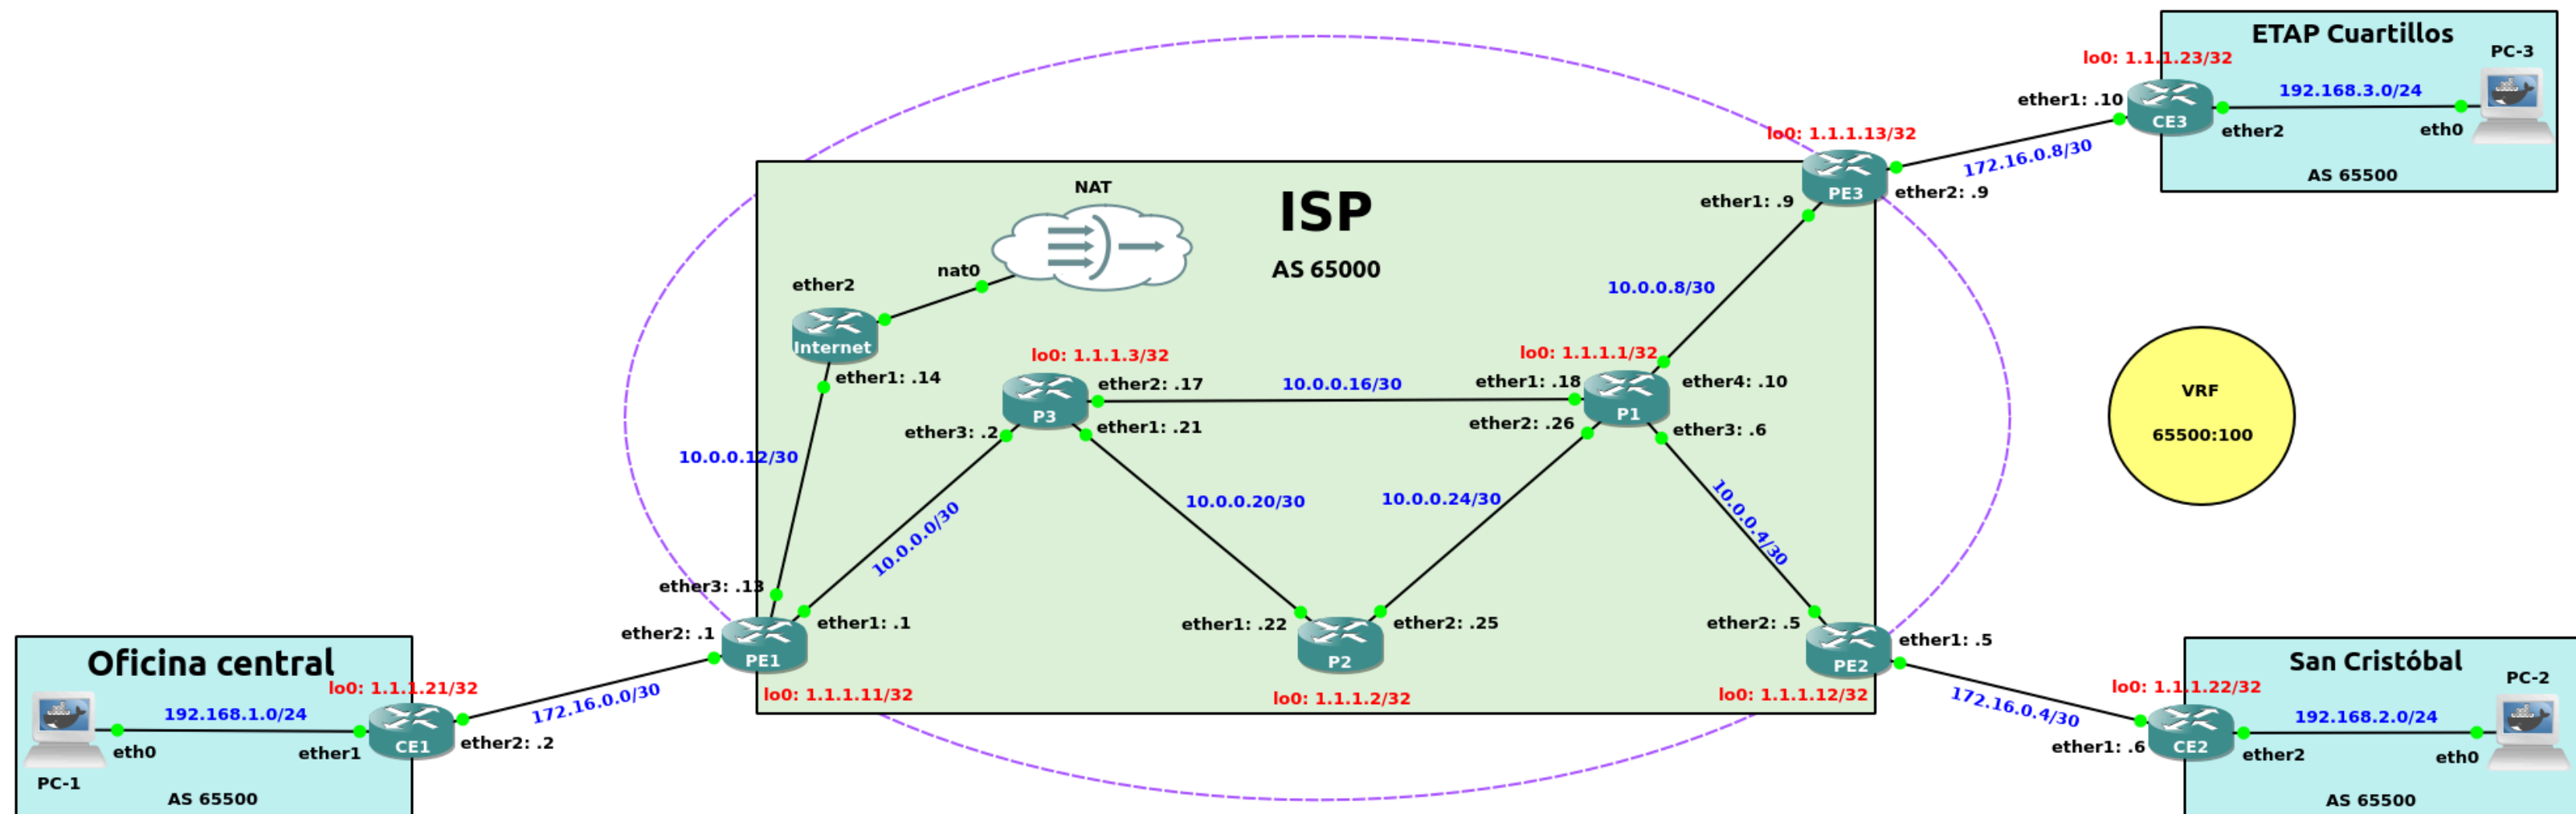 ETAP Cuartillos
PC-3
lo0: 1.1.1.23/32
192.168.3.0/24
ether1: .10
CE3
ether2
eth0
172.16.0.8/30
AS 65500
lo0: 1.1.1.13/32
PE3
ether2: .9
ether1: .9
NAT
ISP
AS 65000
nat0
ether2
Internet
ether1: .14
10.0.0.8/30
lo0: 1.1.1.3/32
lo0: 1.1.1.1/32
ether2: .17
10.0.0.16/30
ether1: .18
ether4: .10
P3
P1
ether3: .2
ether1: .21
ether2: .26
ether3: .6
VRF
65500:100
10.0.0.12/30
10.0.0.0/30
10.0.0.20/30
10.0.0.24/30
10.0.0.4/30
ether3: .13
ether2: .1
ether1: .1
PE1
lo0: 1.1.1.11/32
ether1: .22
ether2: .25
P2
lo0: 1.1.1.2/32
ether2: .5
ether1: .5
PE2
lo0: 1.1.1.12/32
Oficina central
lo0: 1.1.1.21/32
192.168.1.0/24
172.16.0.0/30
eth0
ether1
CE1
ether2: .2
PC-1
AS 65500
San Cristóbal
PC-2
lo0: 1.1.1.22/32
172.16.0.4/30
192.168.2.0/24
ether1: .6
CE2
ether2
eth0
AS 65500